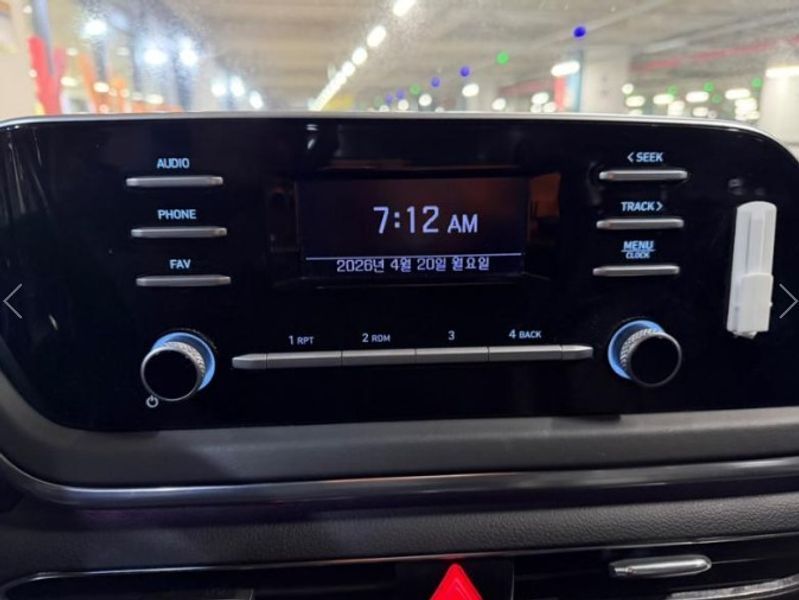 AUDIO
PHONE
FAV
7:12 AM
2026년 4월 20일 월요일
< SEEK
TRACK >
MENU
CLOCK
1 RPT
2 RDM
3
4 BACK